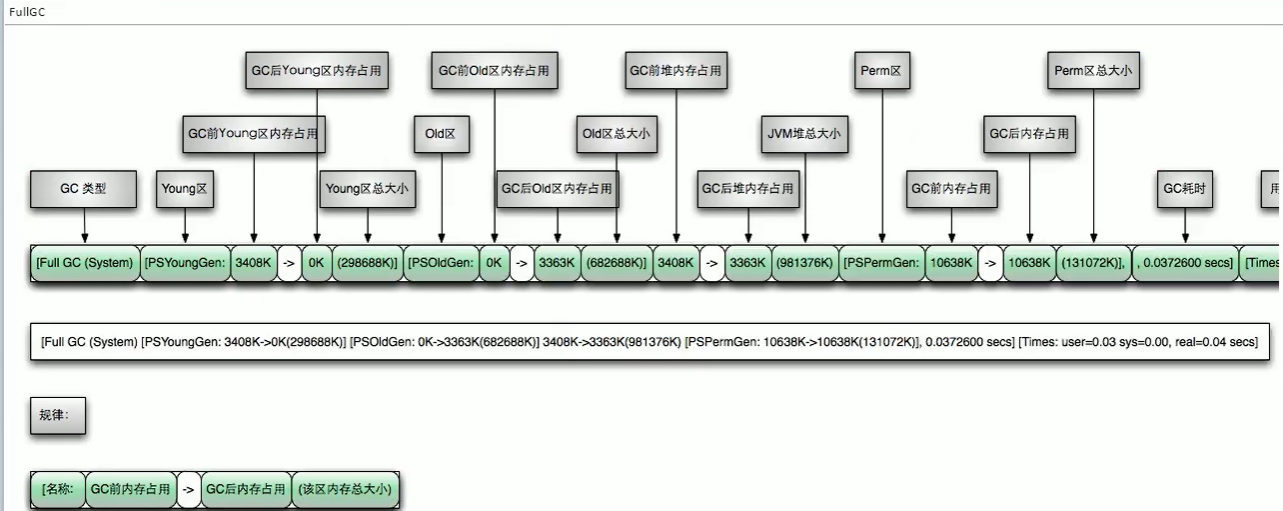 FullGC
GC后Young区内存占用 GC前Old区内存占用 GC前堆内存占用 Perm区 Perm区总大小
GC前Young区内存占用 Old区 Old区总大小 JVM堆总大小 GC后内存占用
GC 类型 Young区 Young区总大小 GC后Old区内存占用 GC后堆内存占用 GC前内存占用 GC耗时 用
[Full GC (System) [PSYoungGen: 3408K -> 0K (298688K)] [PSOldGen: 0K -> 3363K (682688K)] 3408K -> 3363K (981376K) [PSPermGen: 10638K -> 10638K (131072K)], , 0.0372600 secs] [Times
[Full GC (System) [PSYoungGen: 3408K->0K(298688K)] [PSOldGen: 0K->3363K(682688K)] 3408K->3363K(981376K) [PSPermGen: 10638K->10638K(131072K)], 0.0372600 secs] [Times: user=0.03 sys=0.00, real=0.04 secs]
规律：
[名称: GC前内存占用 -> GC后内存占用 (该区内存总大小)